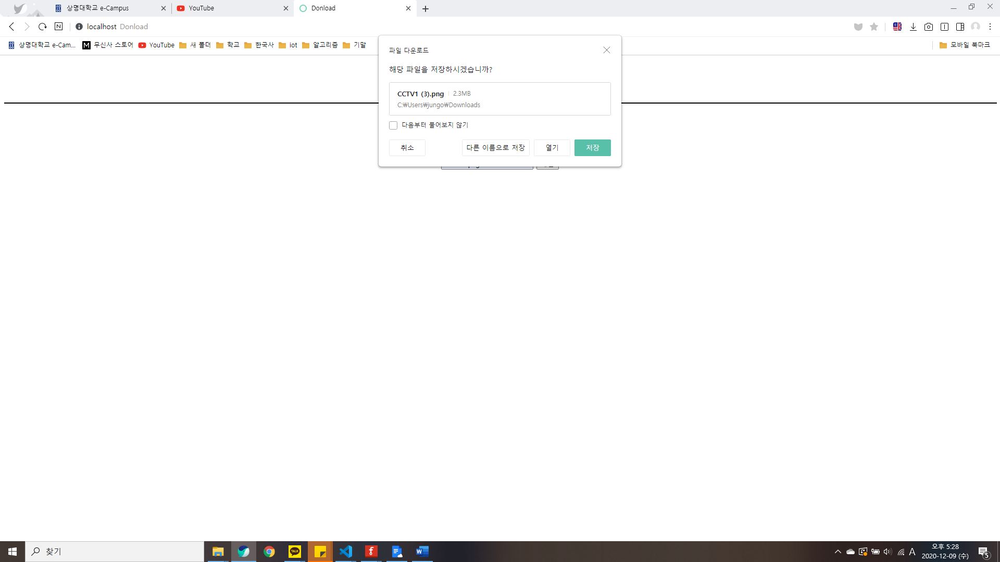 상명대학교 e-Campus
YouTube
Donload
N
localhost Donload
상명대학교 e-Cam...
M 무신사 스토어
YouTube
새 폴더
학교
한국사
iot
알고리즘
기말
모바일 북마크
파일 다운로드
해당 파일을 저장하시겠습니까?
CCTV1 (3).png 2.3MB
C:₩Users₩jungo₩Downloads
다음부터 물어보지 않기
취소
다른 이름으로 저장
열기
저장
찾기
TALK
W
A
오후 5:28
2020-12-09 (수)
5